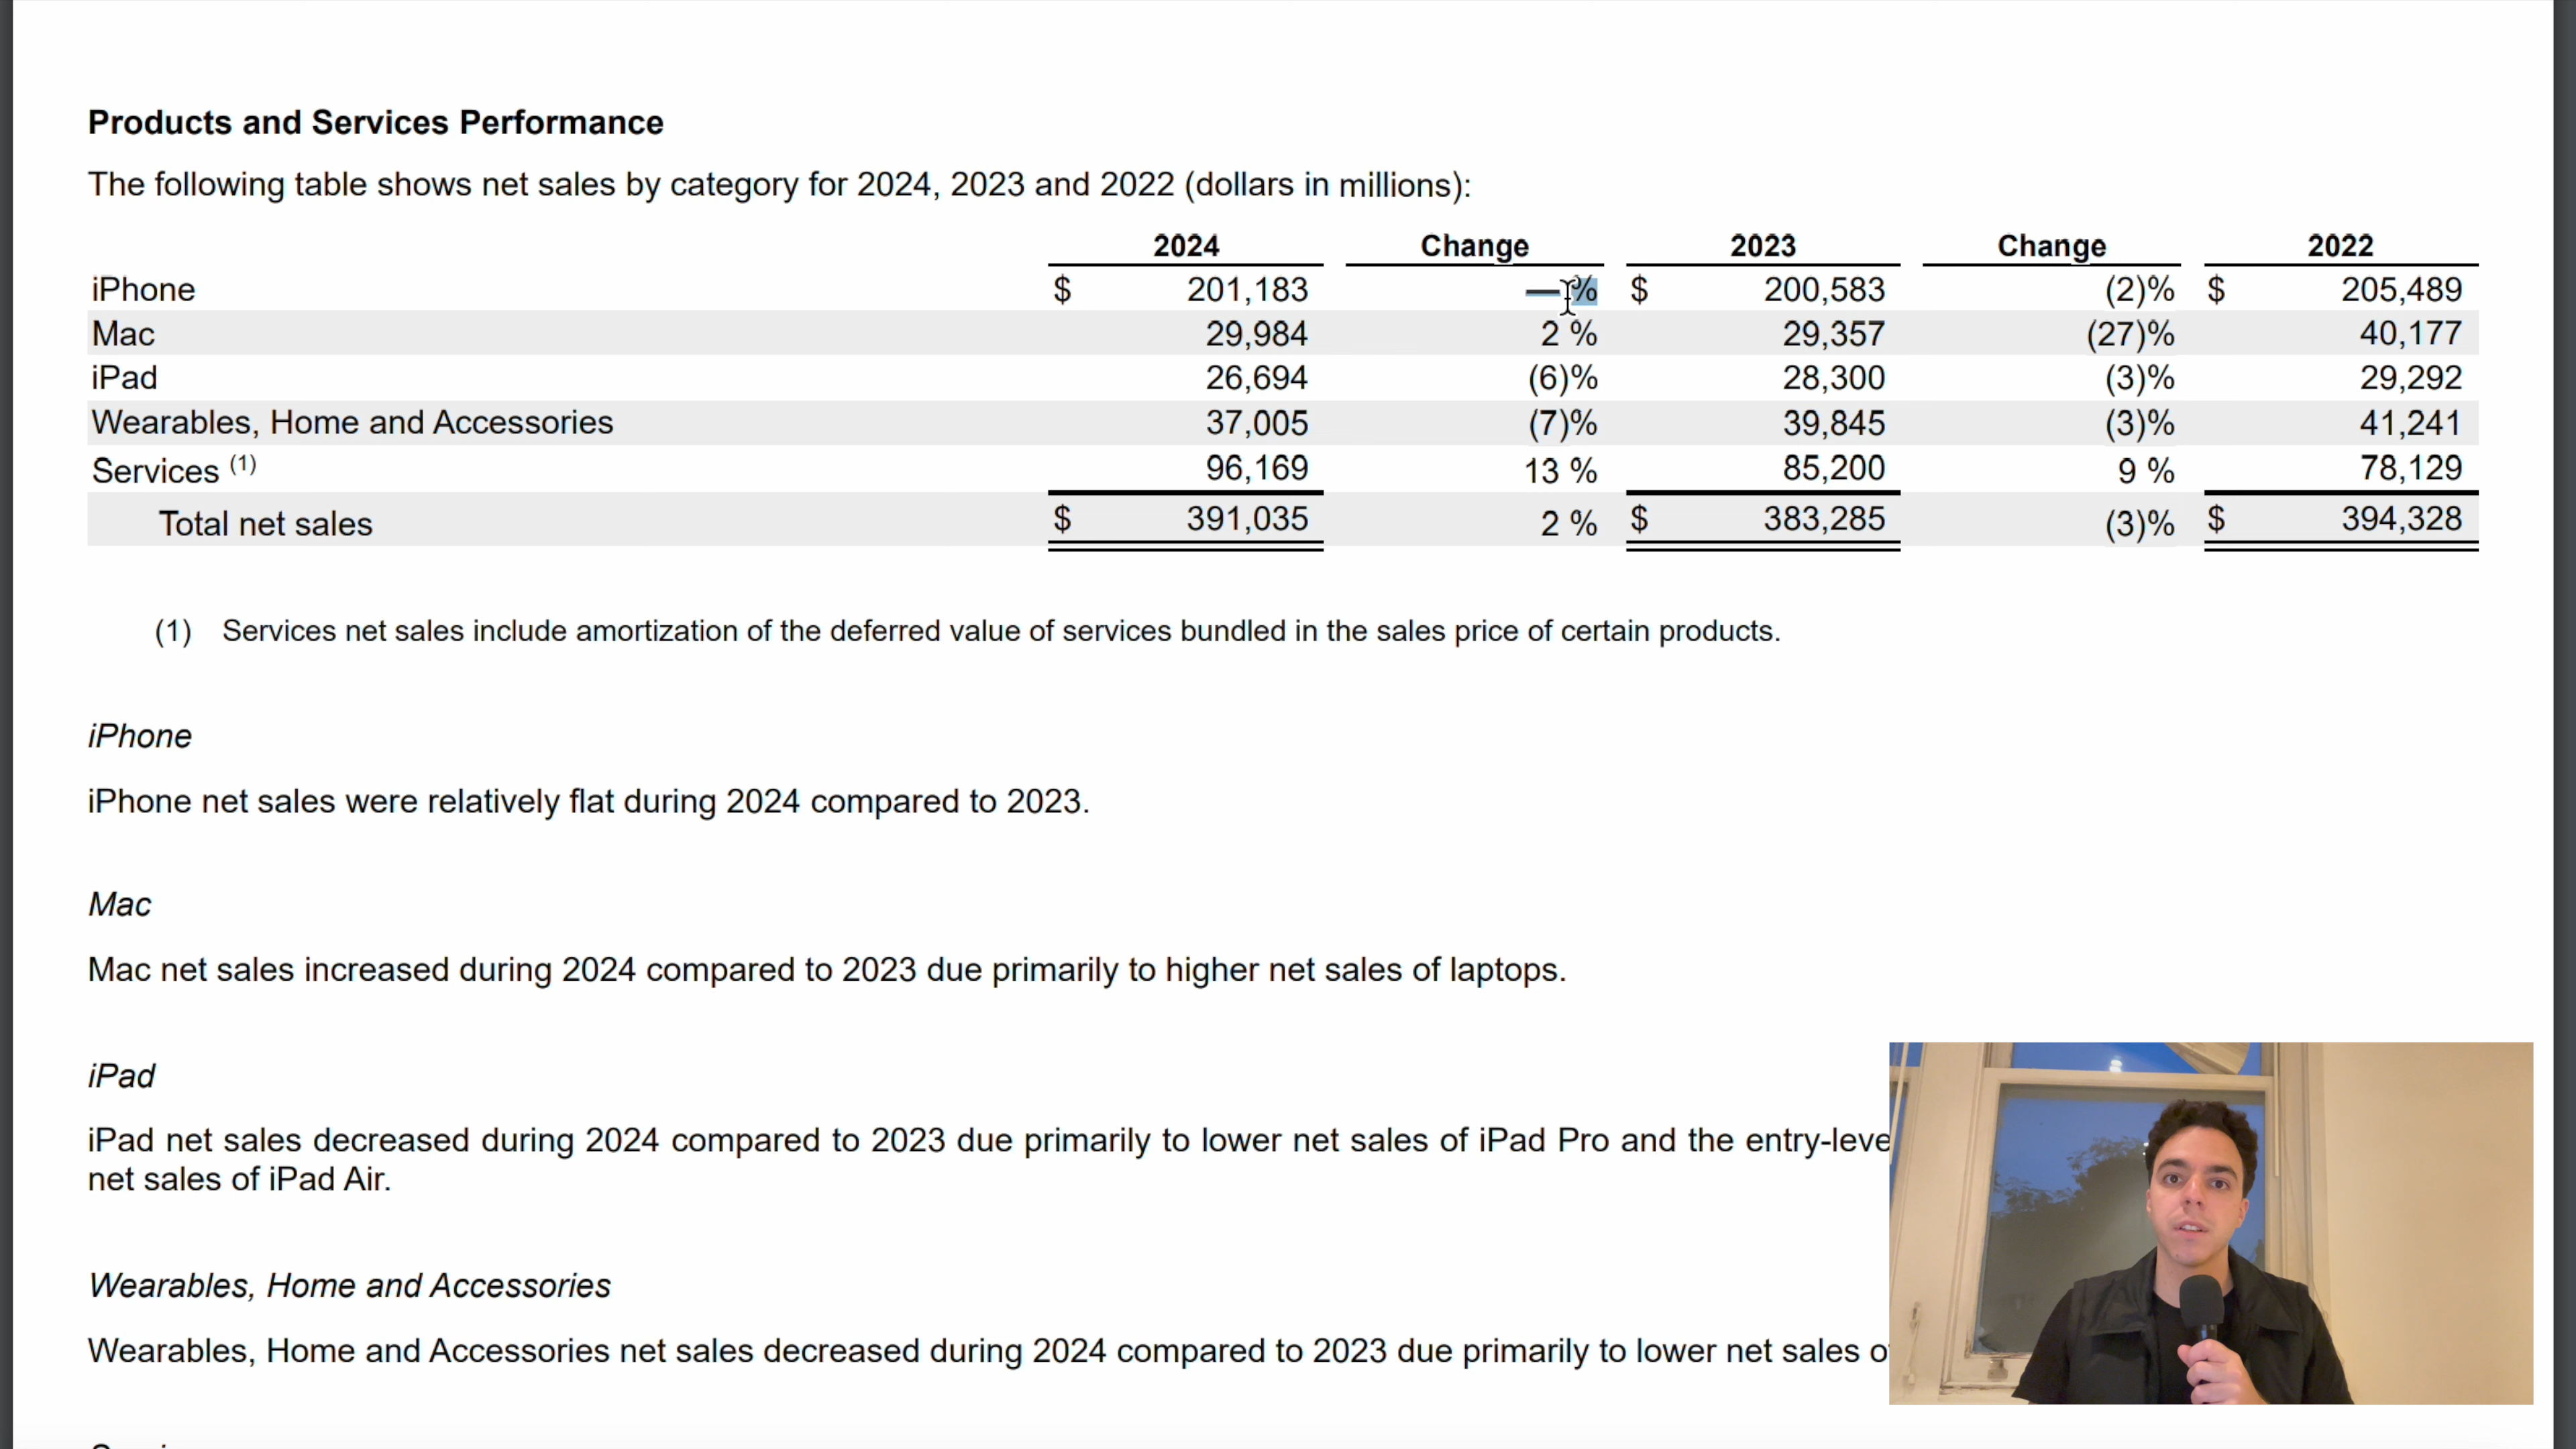 Products and Services Performance
The following table shows net sales by category for 2024, 2023 and 2022 (dollars in millions):
2024 Change 2023 Change 2022
iPhone $ 201,183 — % $ 200,583 (2)% $ 205,489
Mac 29,984 2 % 29,357 (27)% 40,177
iPad 26,694 (6)% 28,300 (3)% 29,292
Wearables, Home and Accessories 37,005 (7)% 39,845 (3)% 41,241
Services (1) 96,169 13 % 85,200 9 % 78,129
Total net sales $ 391,035 2 % $ 383,285 (3)% $ 394,328
(1) Services net sales include amortization of the deferred value of services bundled in the sales price of certain products.
iPhone
iPhone net sales were relatively flat during 2024 compared to 2023.
Mac
Mac net sales increased during 2024 compared to 2023 due primarily to higher net sales of laptops.
iPad
iPad net sales decreased during 2024 compared to 2023 due primarily to lower net sales of iPad Pro and the
net sales of iPad Air.
Wearables, Home and Accessories
Wearables, Home and Accessories net sales decreased during 2024 compared to 2023 due primarily to lower net sales